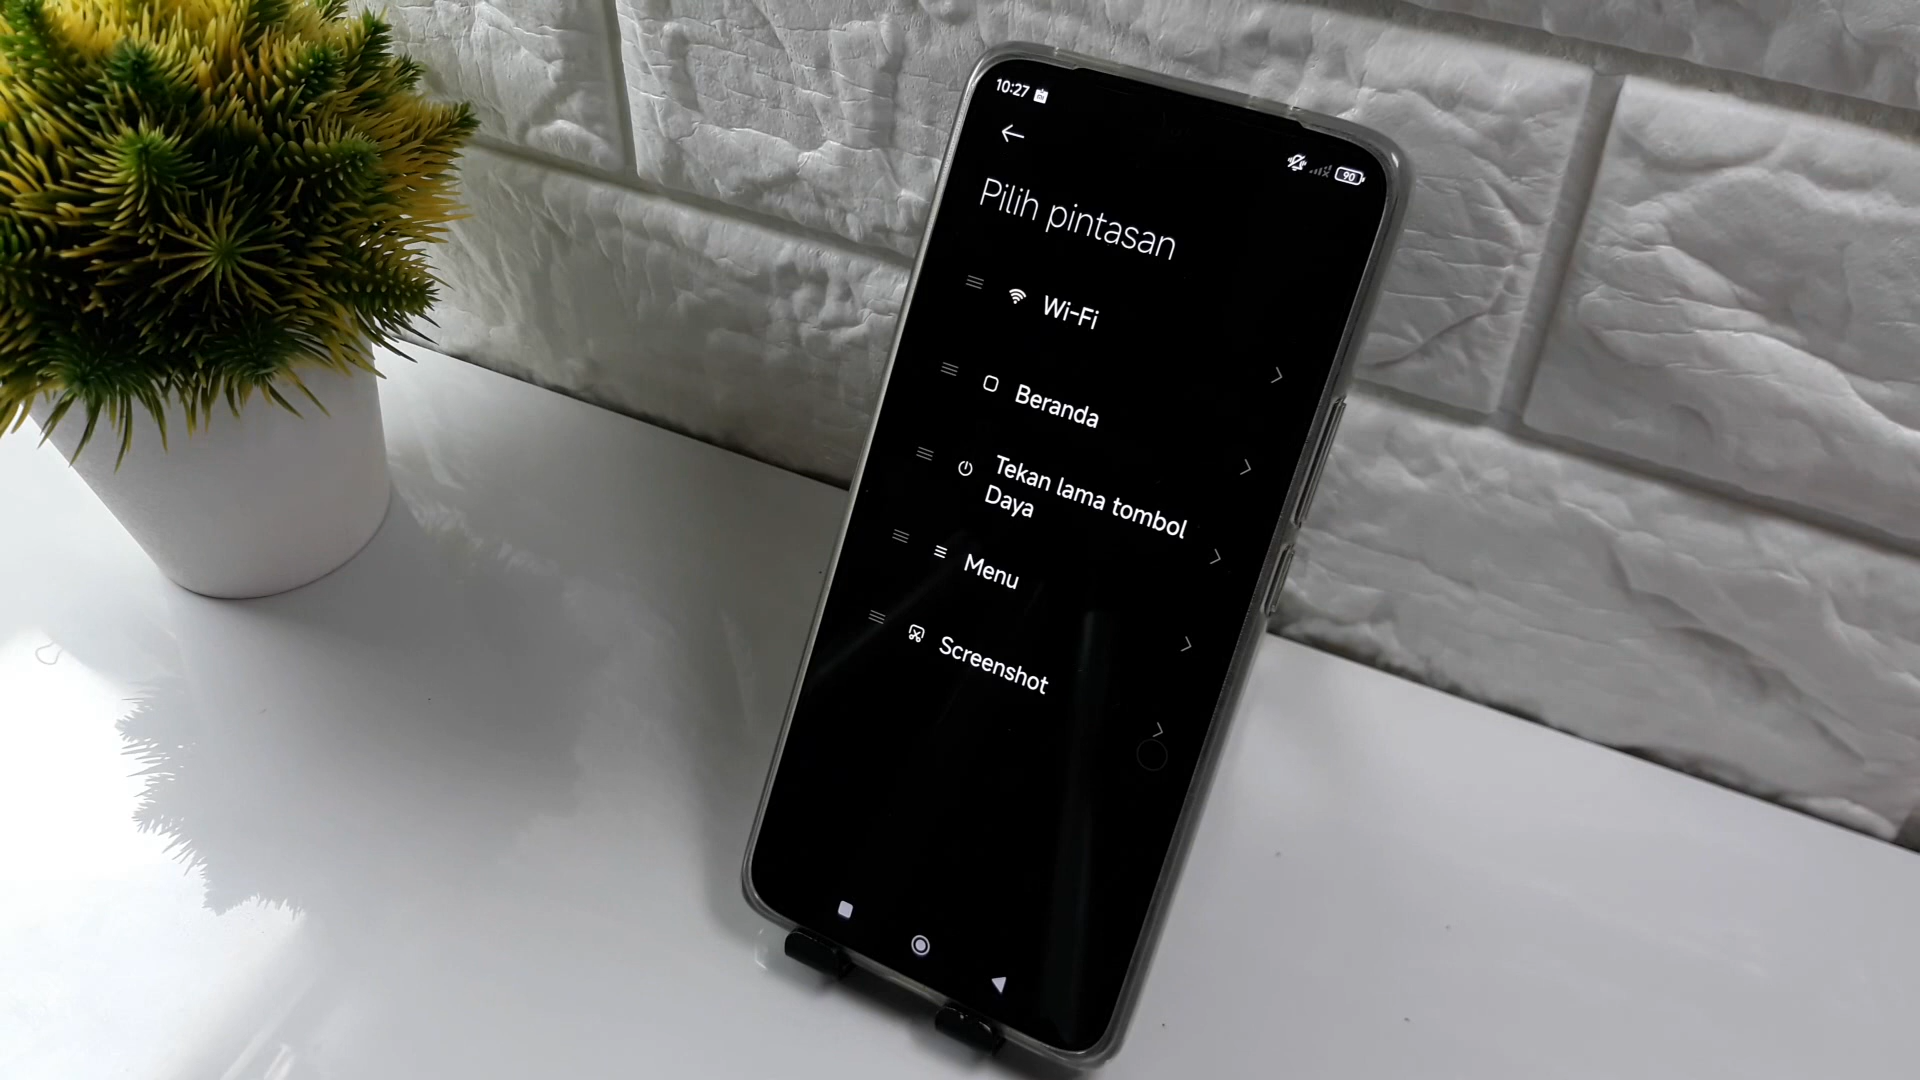 10:27
90
Pilih pintasan
Wi-Fi
Beranda
Tekan lama tombol
Daya
Menu
Screenshot